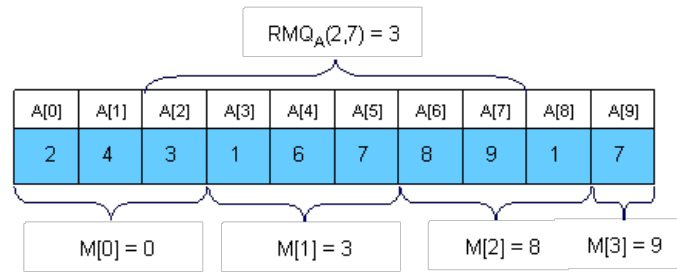 RMQA(2,7) = 3
A[0] A[1] A[2] A[3] A[4] A[5] A[6] A[7] A[8] A[9]
2 4 3 1 6 7 8 9 1 7
M[0] = 0 M[1] = 3 M[2] = 8 M[3] = 9